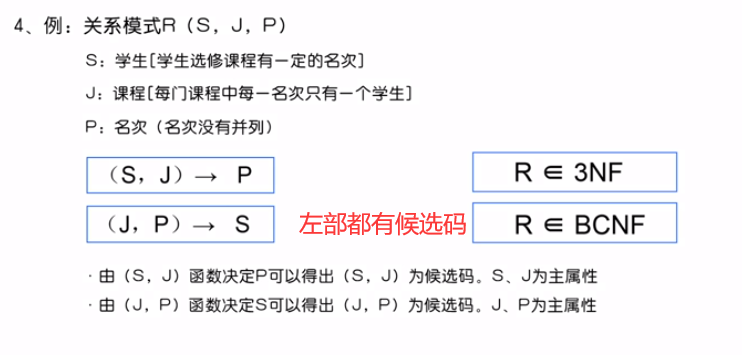 4、例：关系模式R（S，J，P）
S：学生[学生选修课程有一定的名次]
J：课程[每门课程中每一名次只有一个学生]
P：名次（名次没有并列）
（S，J）→ P
R ∈ 3NF
（J，P）→ S
左部都有候选码
R ∈ BCNF
·由（S，J）函数决定P可以得出（S，J）为候选码。S、J为主属性
·由（J，P）函数决定S可以得出（J，P）为候选码。J、P为主属性